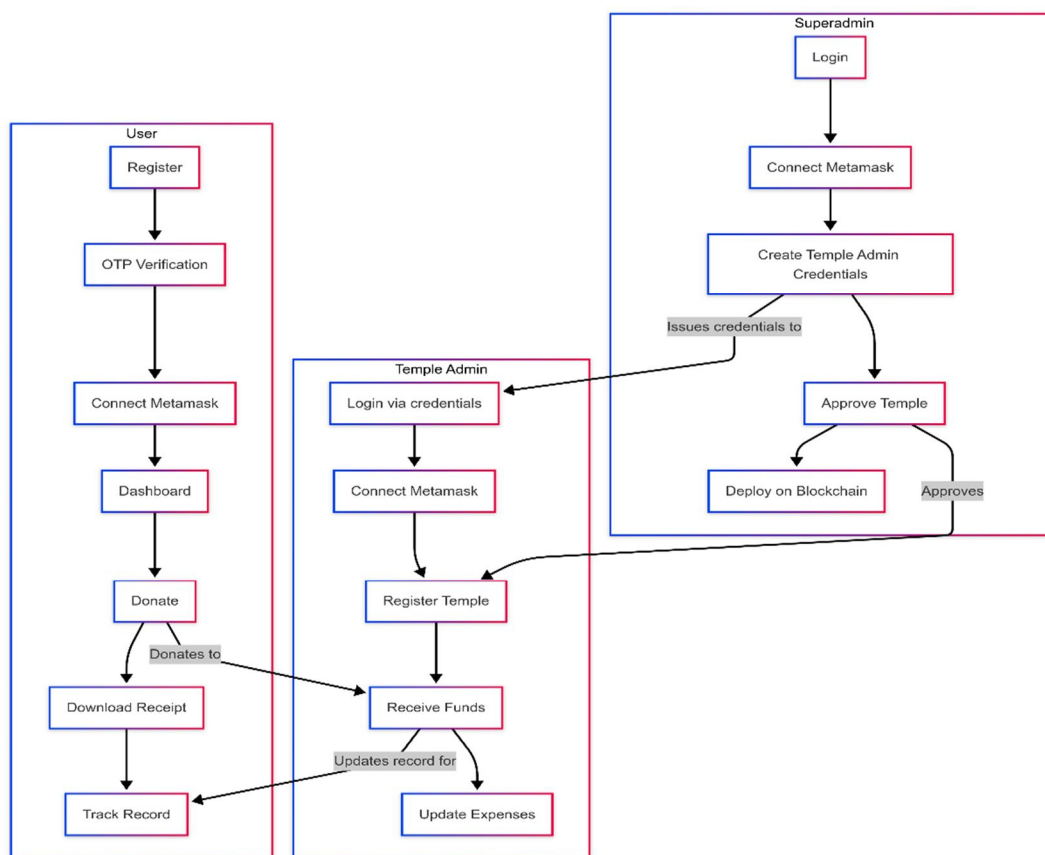 Superadmin
Login
Connect Metamask
Create Temple Admin
Credentials
Issues credentials to
Approve Temple
Deploy on Blockchain
Approves
User
Register
OTP Verification
Connect Metamask
Dashboard
Donate
Donates to
Download Receipt
Track Record
Temple Admin
Login via credentials
Connect Metamask
Register Temple
Receive Funds
Updates record for
Update Expenses